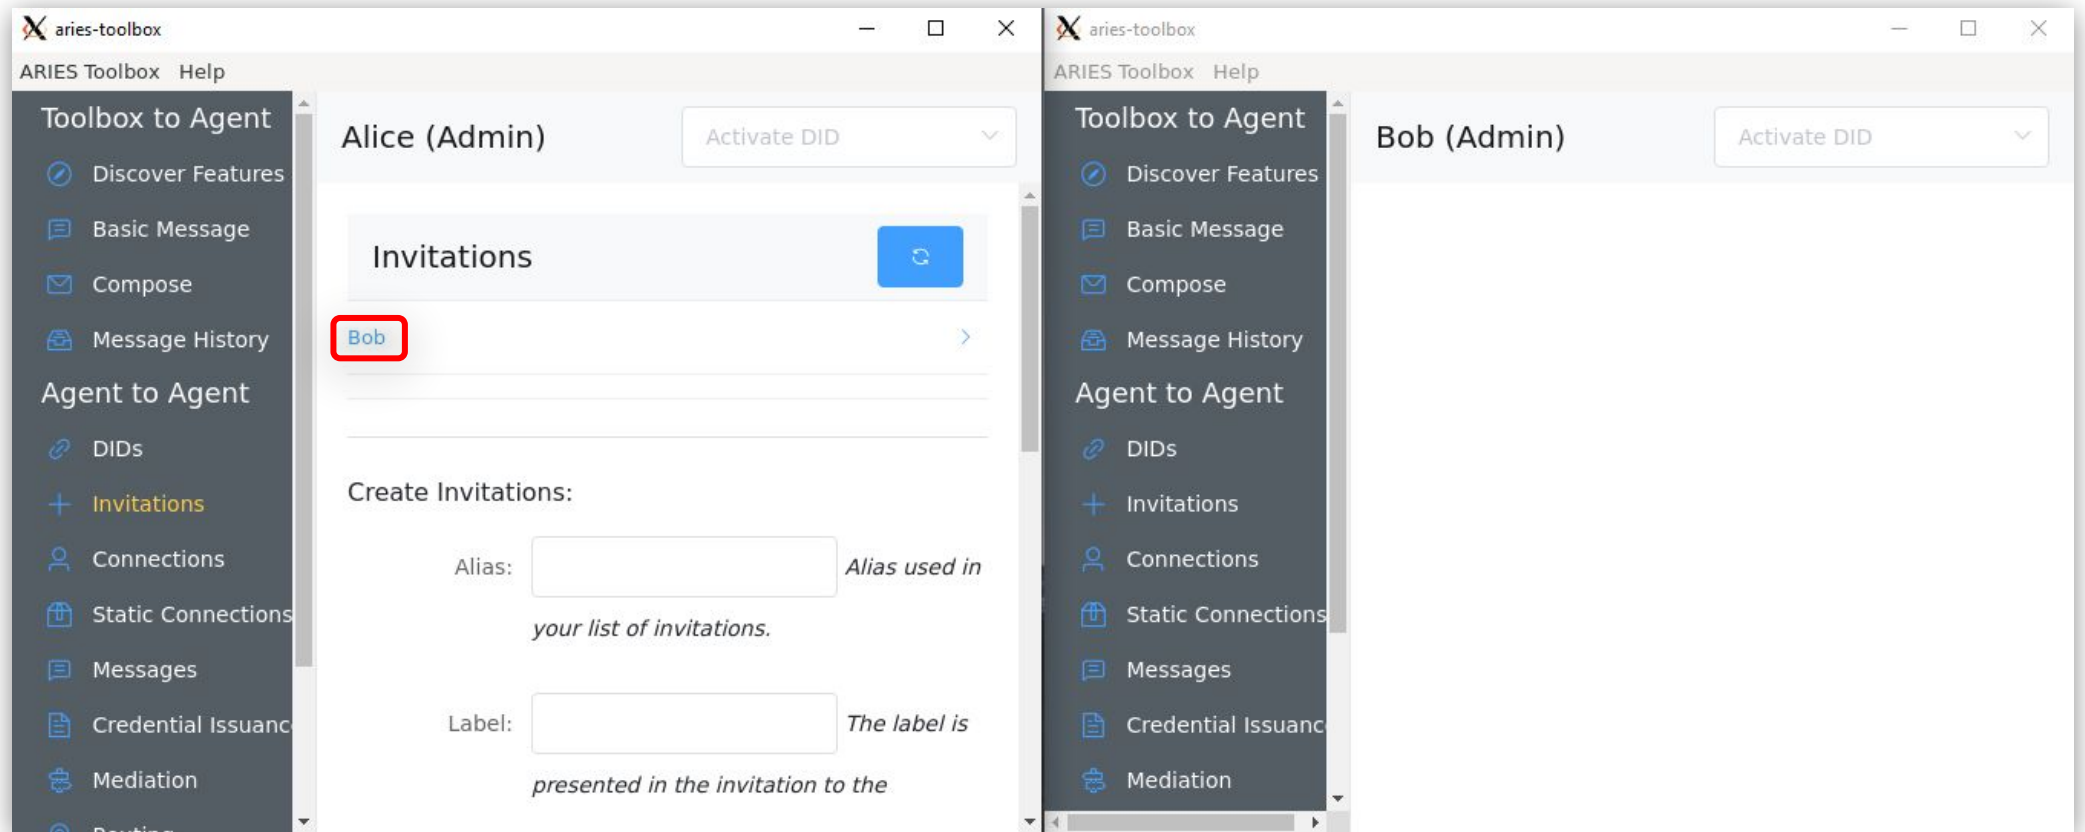 aries-toolbox
ARIES Toolbox Help
Toolbox to Agent
Discover Features
Basic Message
Compose
Message History
Agent to Agent
DIDs
Invitations
Connections
Static Connections
Messages
Credential Issuanc
Mediation
Alice (Admin)
Activate DID
Invitations
Bob
Create Invitations:
Alias:
Alias used in
your list of invitations.
Label:
The label is
presented in the invitation to the
aries-toolbox
ARIES Toolbox Help
Toolbox to Agent
Discover Features
Basic Message
Compose
Message History
Agent to Agent
DIDs
Invitations
Connections
Static Connections
Messages
Credential Issuanc
Mediation
Bob (Admin)
Activate DID